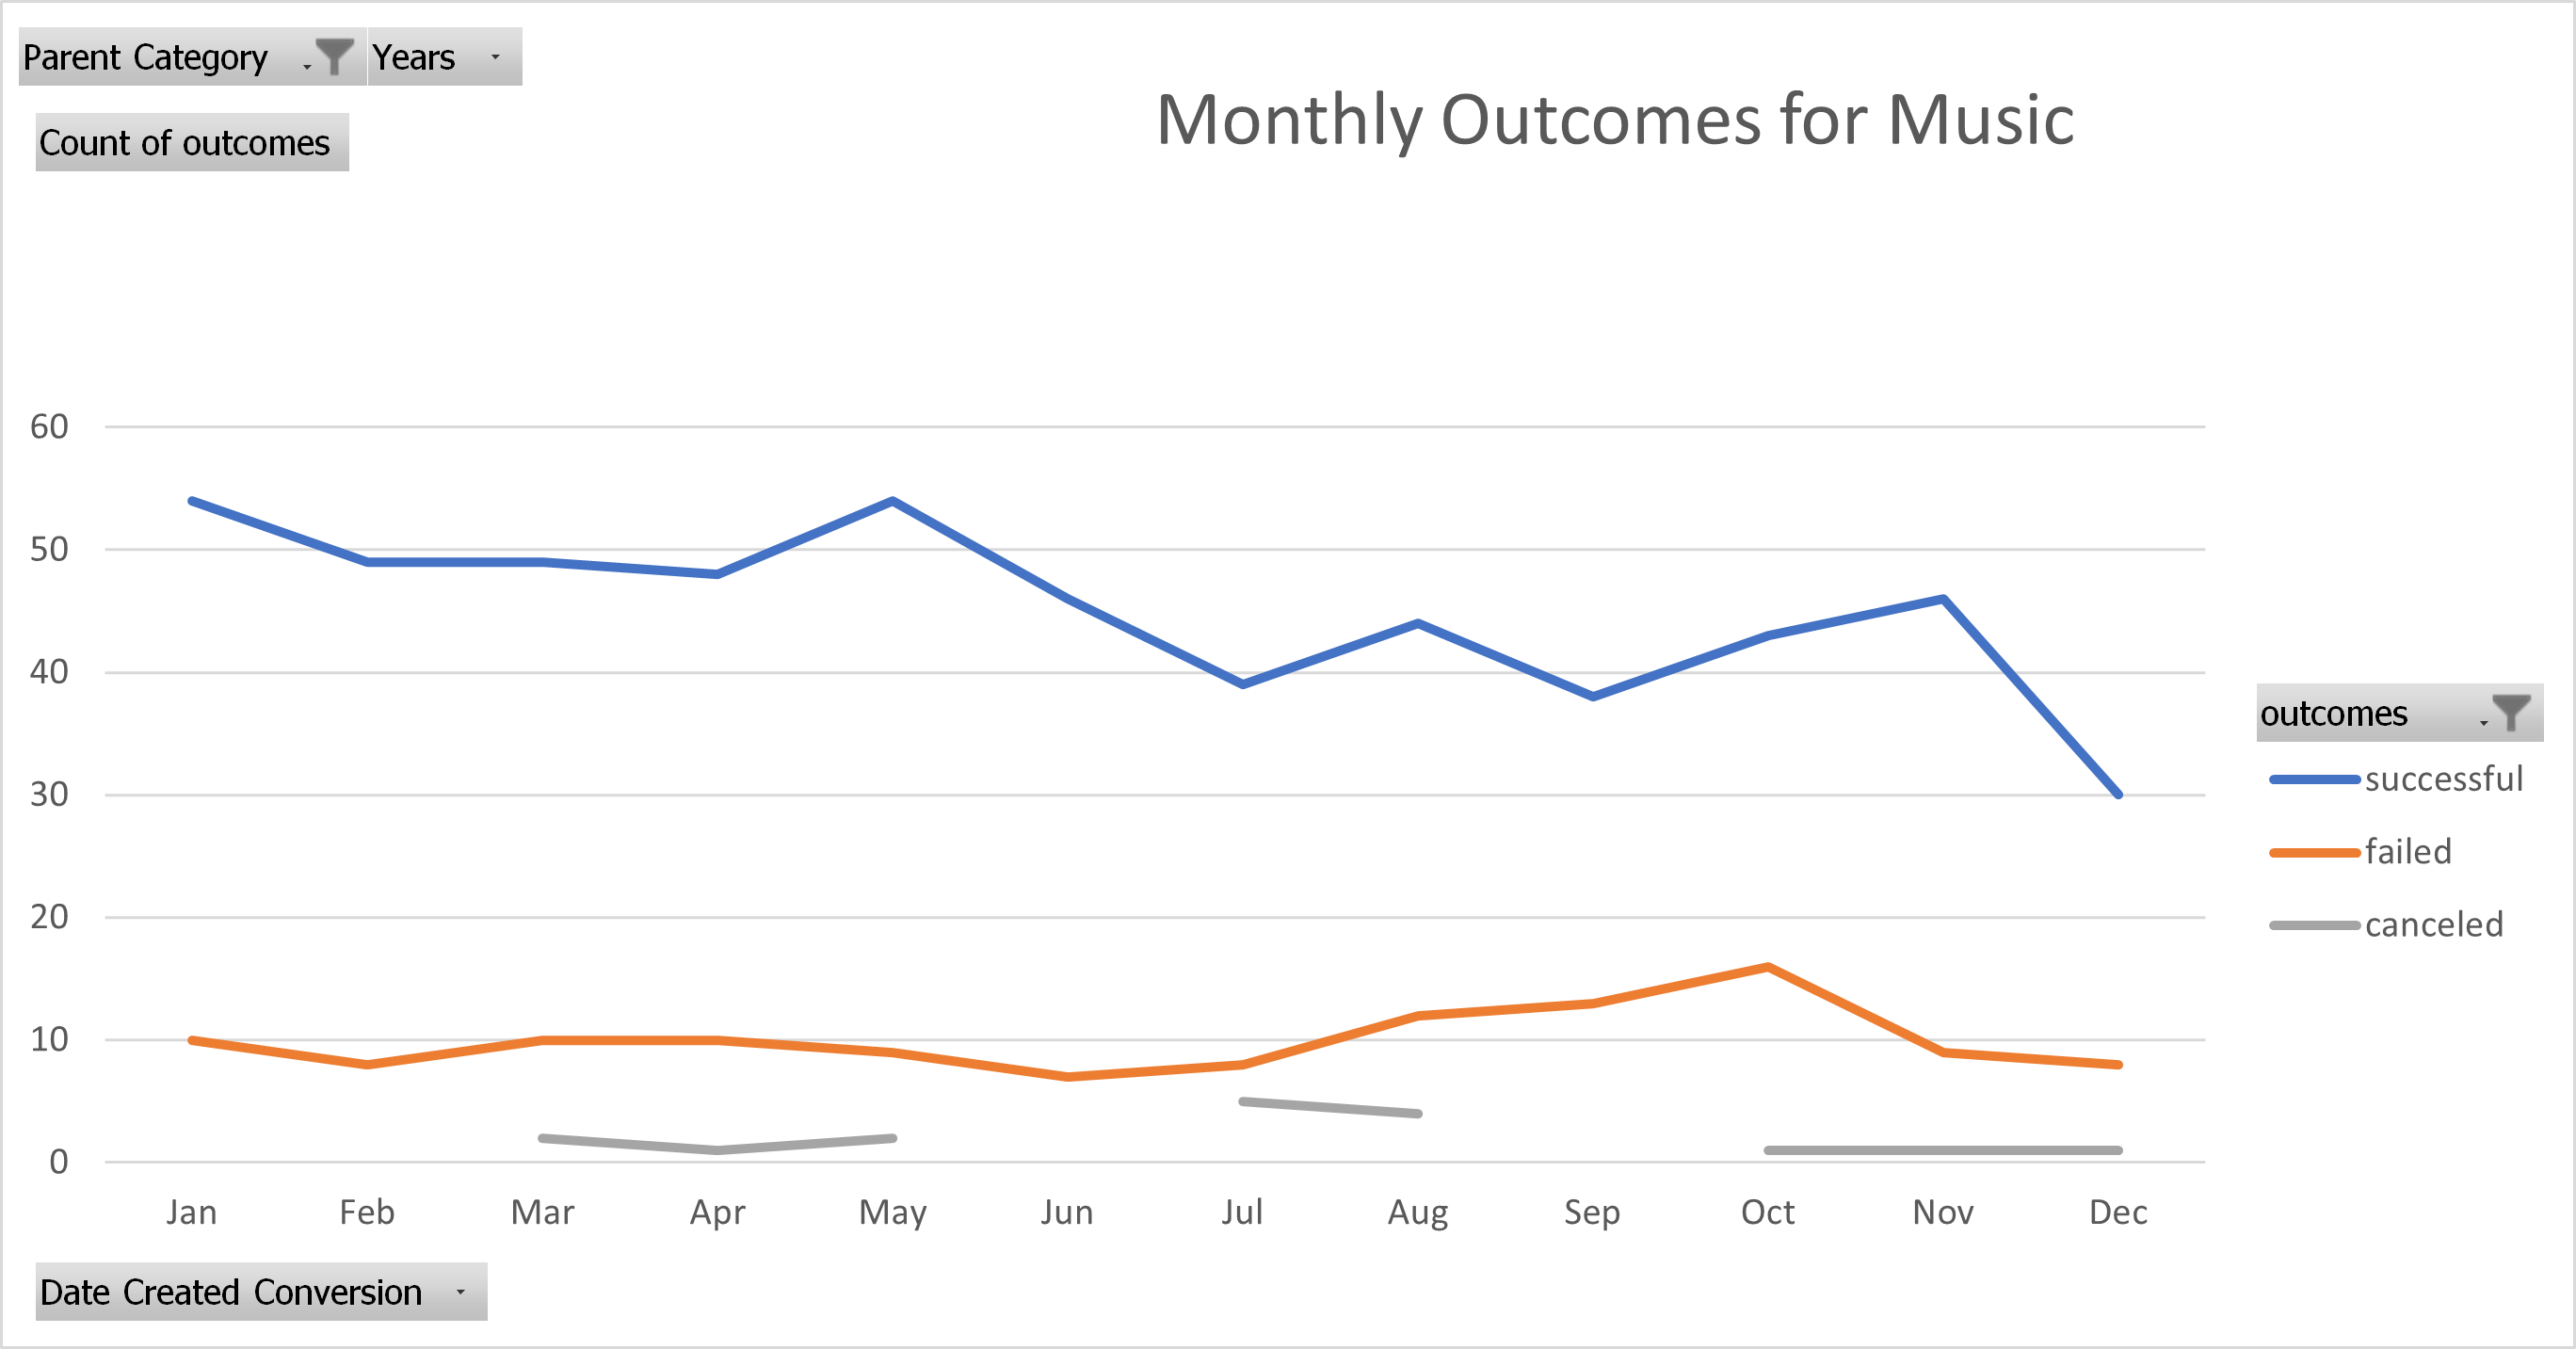 Parent Category Years
Count of outcomes
Monthly Outcomes for Music
60
50
40
30
20
10
0
Jan Feb Mar Apr May Jun Jul Aug Sep Oct Nov Dec
outcomes
successful
failed
canceled
Date Created Conversion